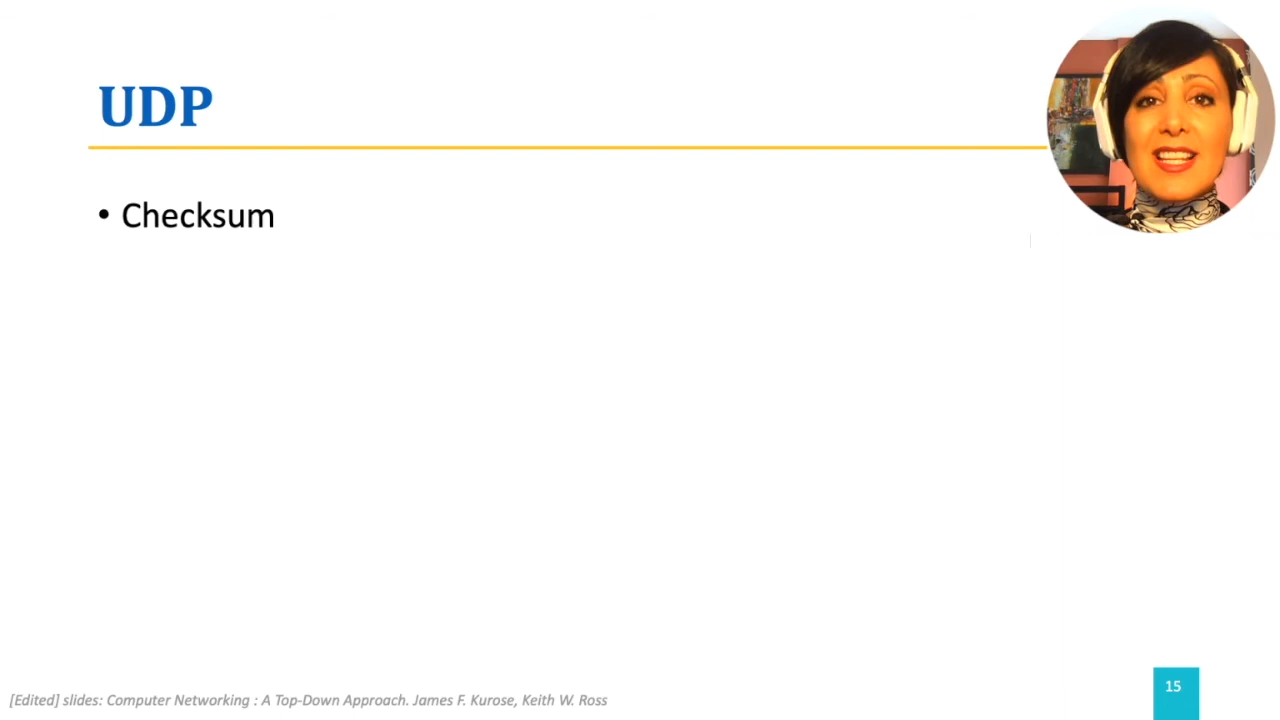 UDP
• Checksum
[Edited] slides: Computer Networking : A Top-Down Approach. James F. Kurose, Keith W. Ross
15